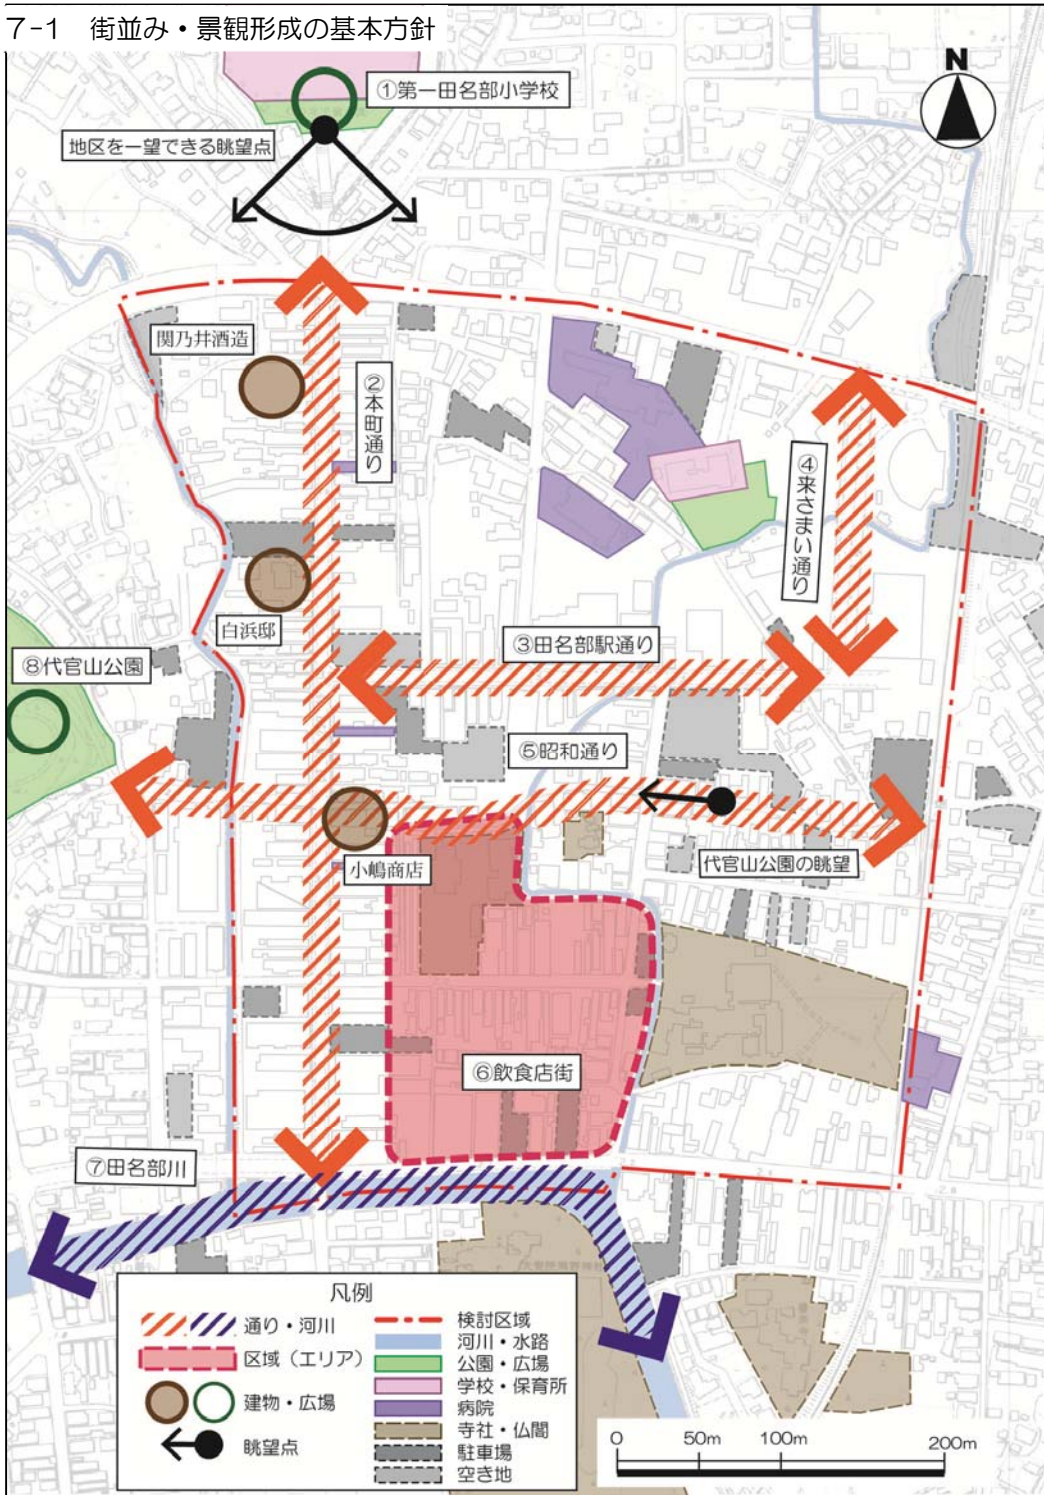 7-1 街並み・景観形成の基本方針
N
①第一田名部小学校
地区を一望できる眺望点
関乃井酒造
②本町通り
④来さまい通り
白浜邸
③田名部駅通り
⑧代官山公園
⑤昭和通り
小嶋商店
代官山公園の眺望
⑥飲食店街
⑦田名部川
凡例
通り・河川
区域（エリア）
建物・広場
眺望点
検討区域
河川・水路
公園・広場
学校・保育所
病院
寺社・仏閣
駐車場
空き地
0 50m 100m 200m